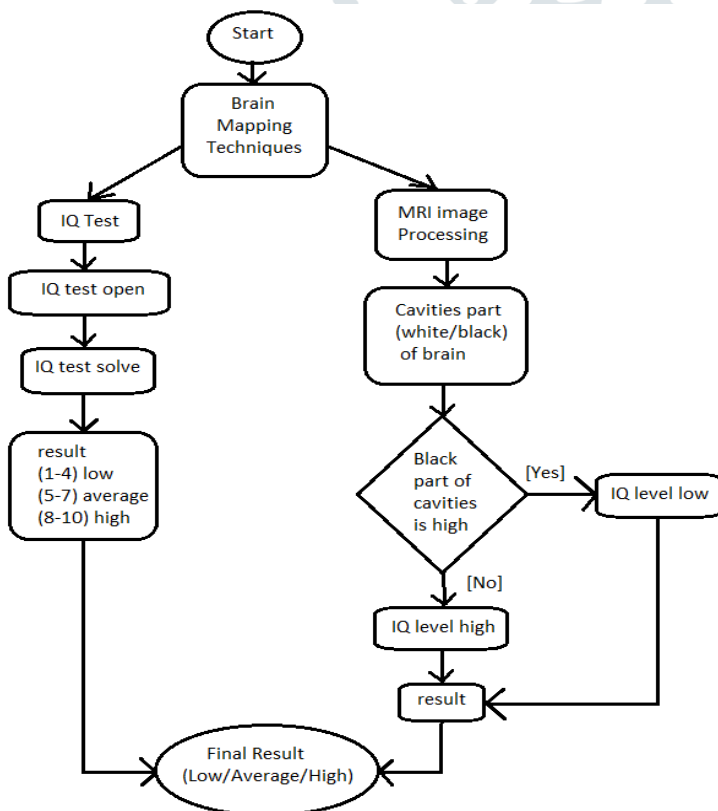 Start
Brain
Mapping
Techniques
IQ Test
IQ test open
IQ test solve
result
(1-4) low
(5-7) average
(8-10) high
MRI image
Processing
Cavities part
(white/black)
of brain
Black
part of
cavities
is high
[Yes]
IQ level low
[No]
IQ level high
result
Final Result
(Low/Average/High)